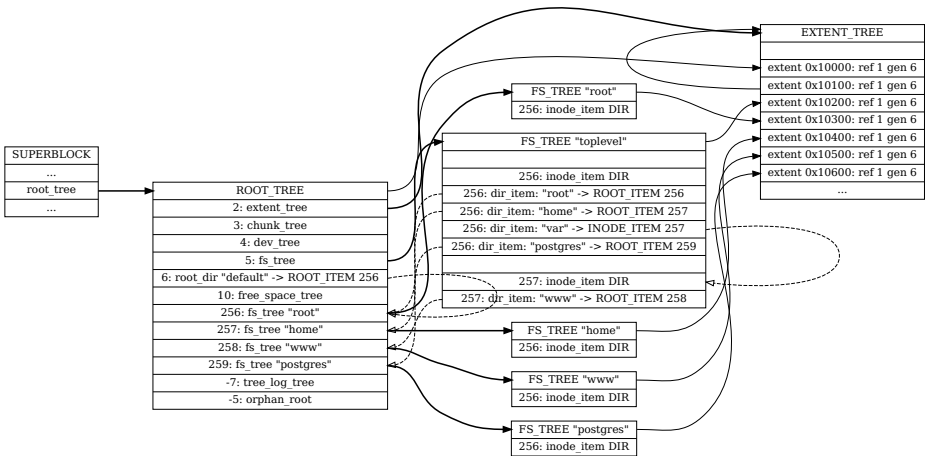 SUPERBLOCK
...
root_tree
...
ROOT_TREE
2: extent_tree
3: chunk_tree
4: dev_tree
5: fs_tree
6: root_dir "default" -> ROOT_ITEM 256
10: free_space_tree
256: fs_tree "root"
257: fs_tree "home"
258: fs_tree "www"
259: fs_tree "postgres"
-7: tree_log_tree
-5: orphan_root
FS_TREE "root"
256: inode_item DIR
FS_TREE "toplevel"
256: inode_item DIR
256: dir_item: "root" -> ROOT_ITEM 256
256: dir_item: "home" -> ROOT_ITEM 257
256: dir_item: "var" -> INODE_ITEM 257
256: dir_item: "postgres" -> ROOT_ITEM 259
257: inode_item DIR
257: dir_item: "www" -> ROOT_ITEM 258
FS_TREE "home"
256: inode_item DIR
FS_TREE "www"
256: inode_item DIR
FS_TREE "postgres"
256: inode_item DIR
EXTENT_TREE
extent 0x10000: ref 1 gen 6
extent 0x10100: ref 1 gen 6
extent 0x10200: ref 1 gen 6
extent 0x10300: ref 1 gen 6
extent 0x10400: ref 1 gen 6
extent 0x10500: ref 1 gen 6
extent 0x10600: ref 1 gen 6
...